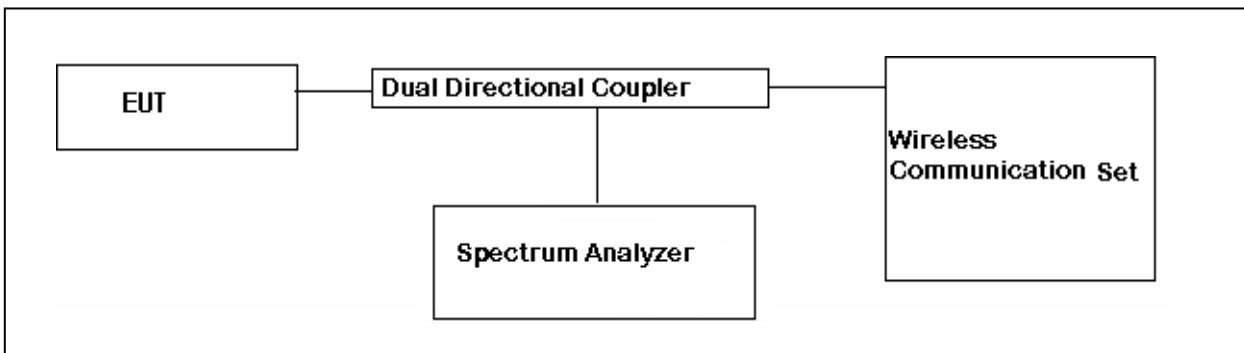 EUT
Dual Directional Coupler
Wireless
Communication Set
Spectrum Analyzer